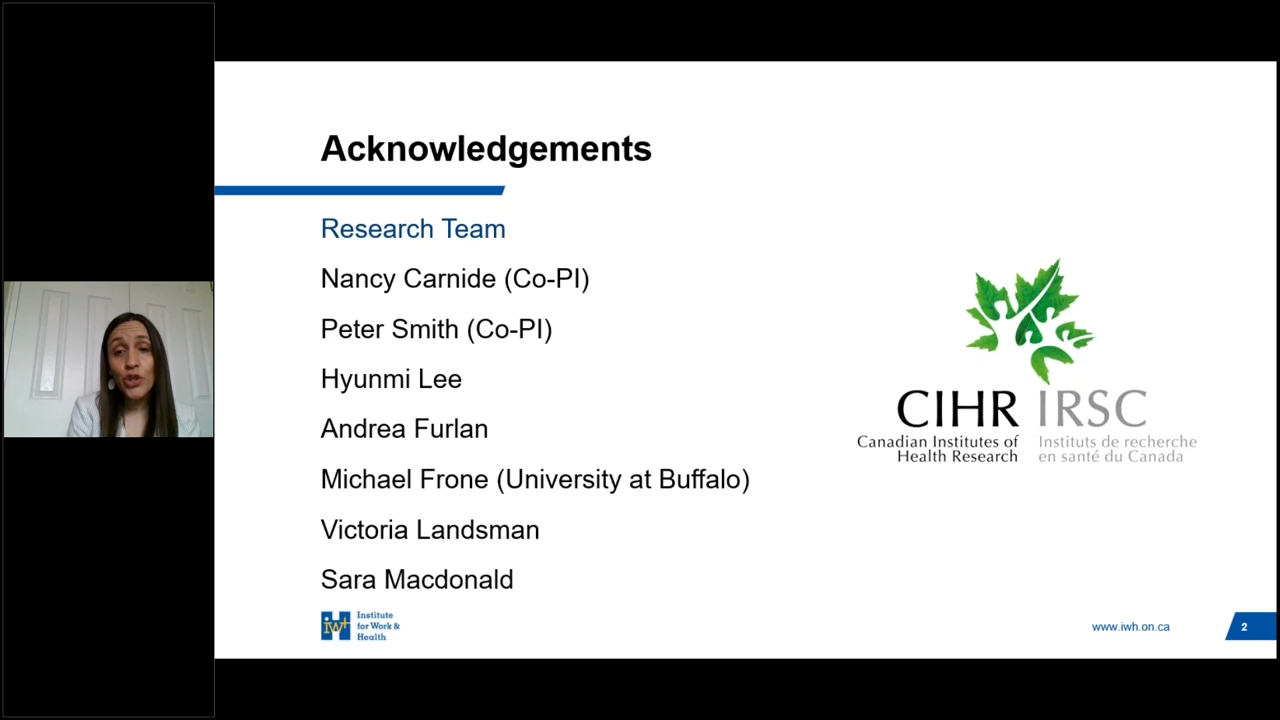 Acknowledgements
Research Team
Nancy Carnide (Co-PI)
Peter Smith (Co-PI)
Hyunmi Lee
Andrea Furlan
Michael Frone (University at Buffalo)
Victoria Landsman
Sara Macdonald
CIHR IRSC
Canadian Institutes of
Health Research
Instituts de recherche
en santé du Canada
iwh
Institute
for Work &
Health
www.iwh.on.ca
2